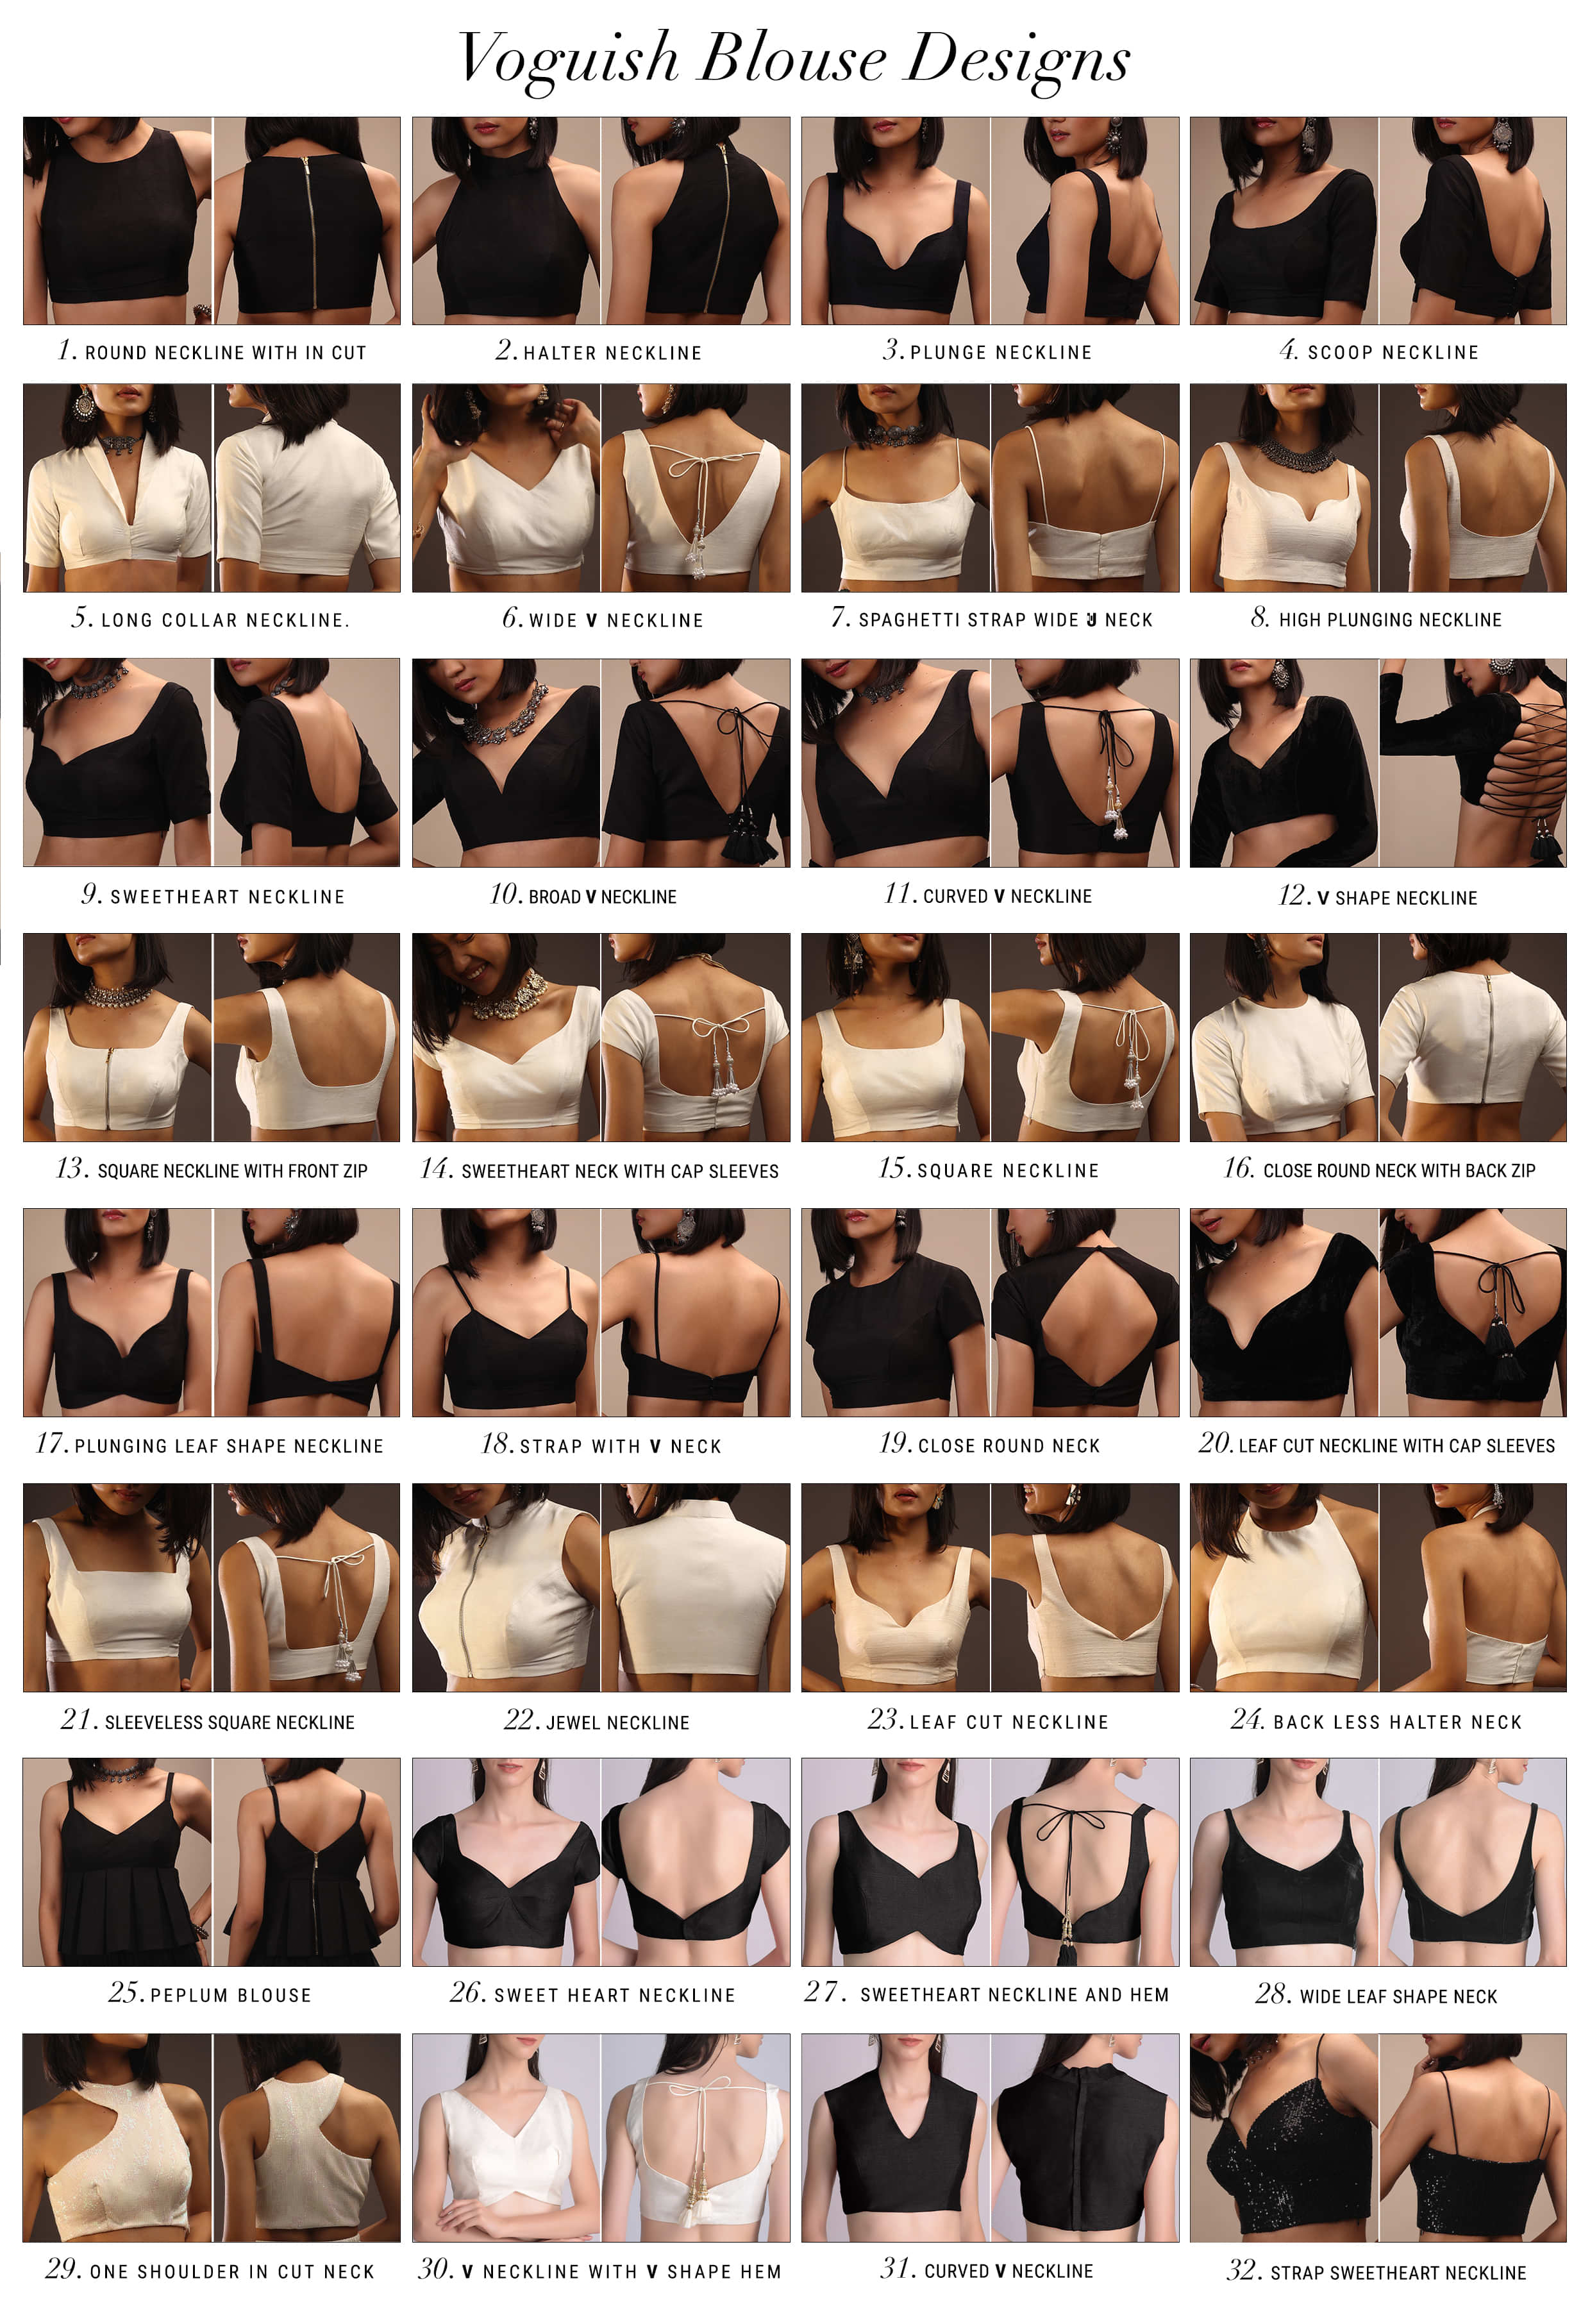 Voguish Blouse Designs
1. ROUND NECKLINE WITH IN CUT
2. HALTER NECKLINE
3. PLUNGE NECKLINE
4. SCOOP NECKLINE
5. LONG COLLAR NECKLINE.
6. WIDE V NECKLINE
7. SPAGHETTI STRAP WIDE U NECK
8. HIGH PLUNGING NECKLINE
9. SWEETHEART NECKLINE
10. BROAD V NECKLINE
11. CURVED V NECKLINE
12. V SHAPE NECKLINE
13. SQUARE NECKLINE WITH FRONT ZIP
14. SWEETHEART NECK WITH CAP SLEEVES
15. SQUARE NECKLINE
16. CLOSE ROUND NECK WITH BACK ZIP
17. PLUNGING LEAF SHAPE NECKLINE
18. STRAP WITH V NECK
19. CLOSE ROUND NECK
20. LEAF CUT NECKLINE WITH CAP SLEEVES
21. SLEEVELESS SQUARE NECKLINE
22. JEWEL NECKLINE
23. LEAF CUT NECKLINE
24. BACK LESS HALTER NECK
25. PEPLUM BLOUSE
26. SWEET HEART NECKLINE
27. SWEETHEART NECKLINE AND HEM
28. WIDE LEAF SHAPE NECK
29. ONE SHOULDER IN CUT NECK
30. V NECKLINE WITH V SHAPE HEM
31. CURVED V NECKLINE
32. STRAP SWEETHEART NECKLINE